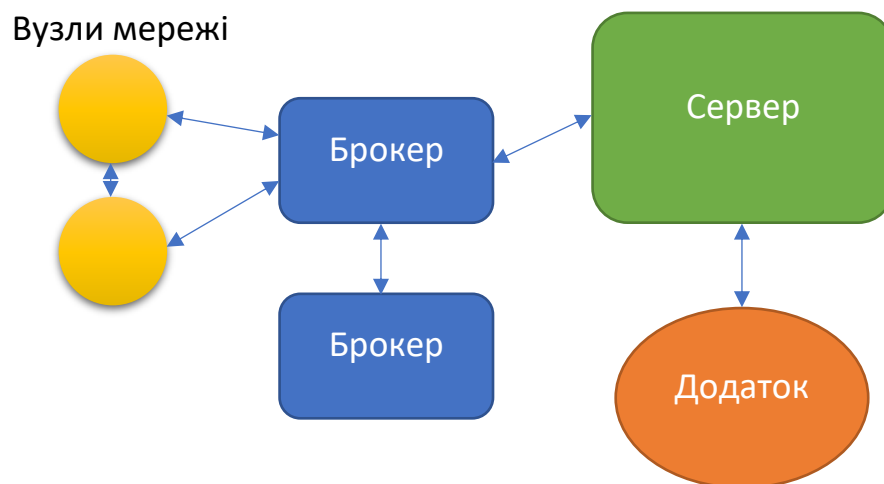 Вузли мережі
Брокер
Сервер
Брокер
Додаток